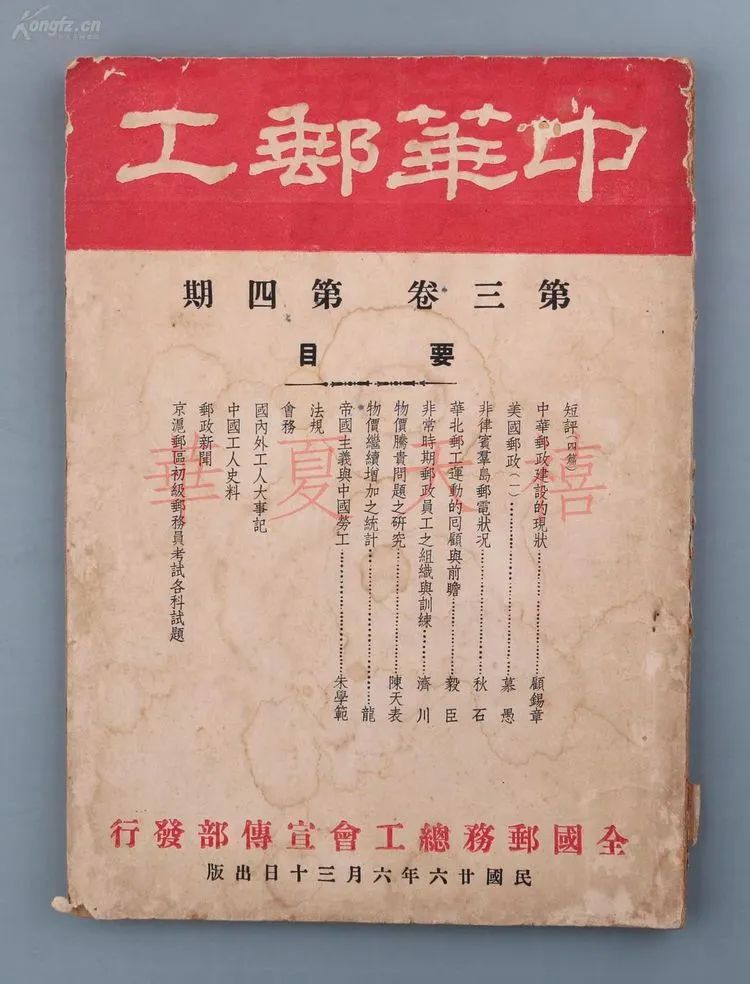 Kongfz.cn
中華郵工
第三卷 第四期
要目
短評(四篇)
中華郵政建設的現狀……顧錫章
美國郵政(一)……慕愚
非律賓羣島郵電狀况……秋石
華北郵工運動的囘顧與前瞻……毅臣
非常時期郵政員工之組織與訓練……濟川
物價騰貴問題之研究……陳天表
物價繼續增加之統計……龍
帝國主義與中國勞工……朱學範
法規
會務
國內外工人大事記
中國工人史料
郵政新聞
京滬郵區初級郵務員考試各科試題
華夏天禧
全國郵務總工會宣傳部發行
民國廿六年六月三十日出版